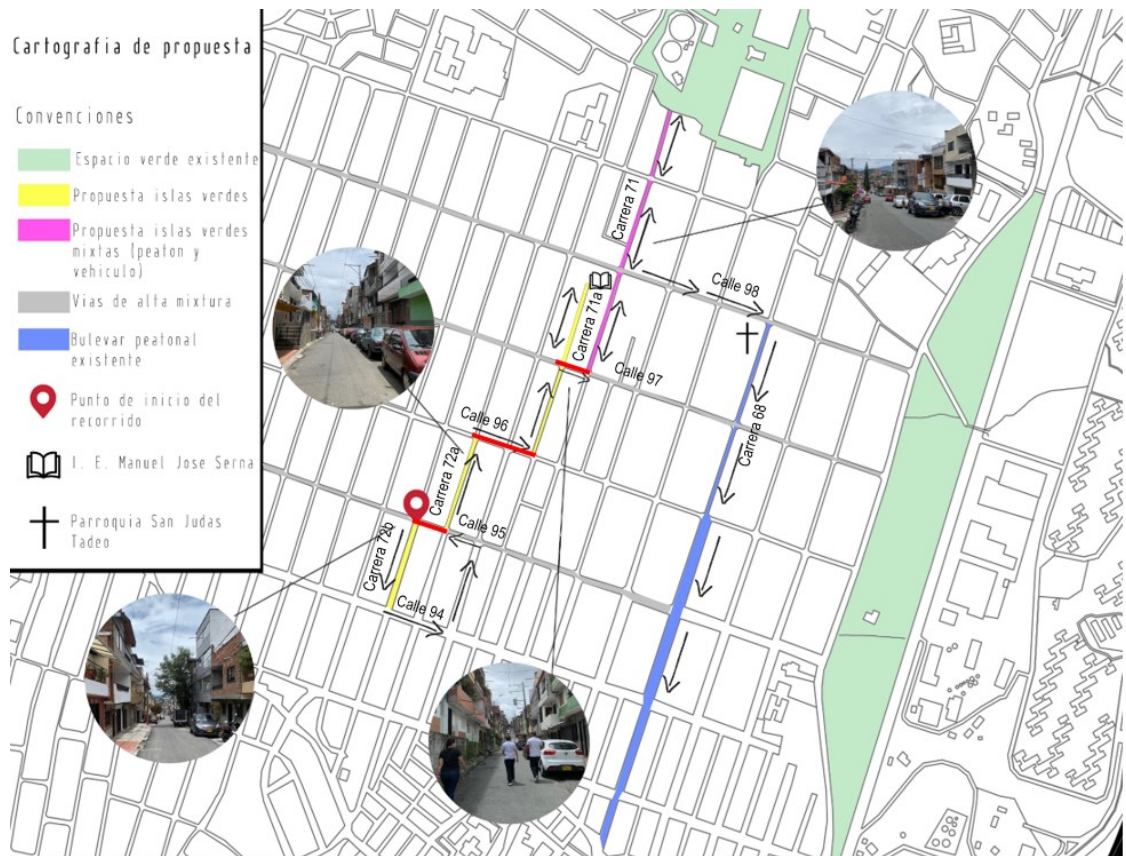 Cartografia de propuesta
Convenciones
Espacio verde existente
Propuesta islas verdes
Propuesta islas verdes
mixtas (peaton y
vehiculo)
Vias de alta mixtura
Bulevar peatonal
existente
Punto de inicio del
recorrido
I. E. Manuel Jose Serna
Parroquia San Judas
Tadeo
Carrera 71
Calle 98
Carrera 71a
Calle 97
Calle 96
Carrera 68
Carrera 72a
Calle 95
Carrera 72b
Calle 94